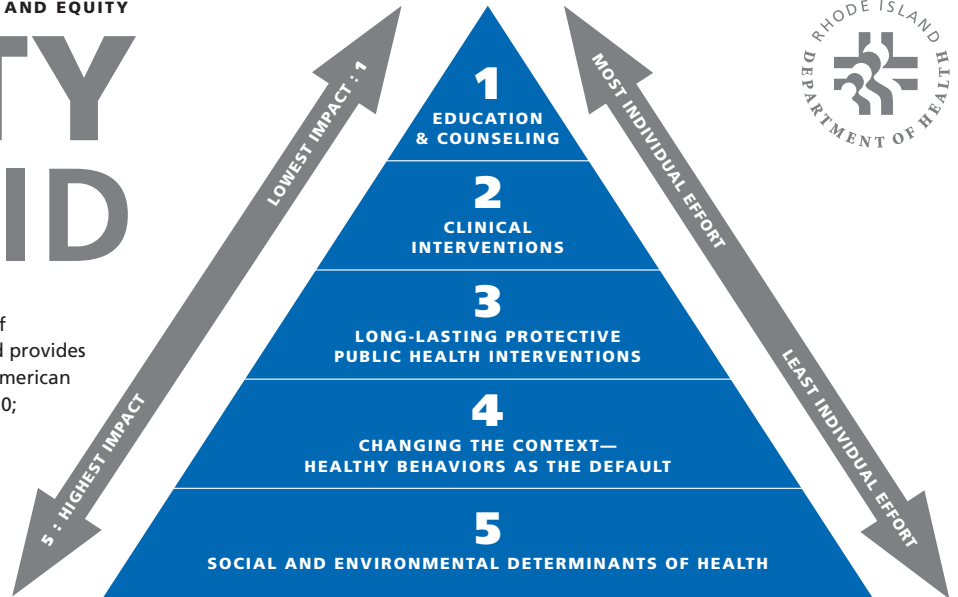 AND EQUITY
TY
ID
f
d provides
merican
0;
LOWEST IMPACT : 1
5 : HIGHEST IMPACT
1
EDUCATION
& COUNSELING
2
CLINICAL
INTERVENTIONS
3
LONG-LASTING PROTECTIVE
PUBLIC HEALTH INTERVENTIONS
4
CHANGING THE CONTEXT—
HEALTHY BEHAVIORS AS THE DEFAULT
5
SOCIAL AND ENVIRONMENTAL DETERMINANTS OF HEALTH
MOST INDIVIDUAL EFFORT
LEAST INDIVIDUAL EFFORT
RHODE ISLAND
DEPARTMENT OF HEALTH